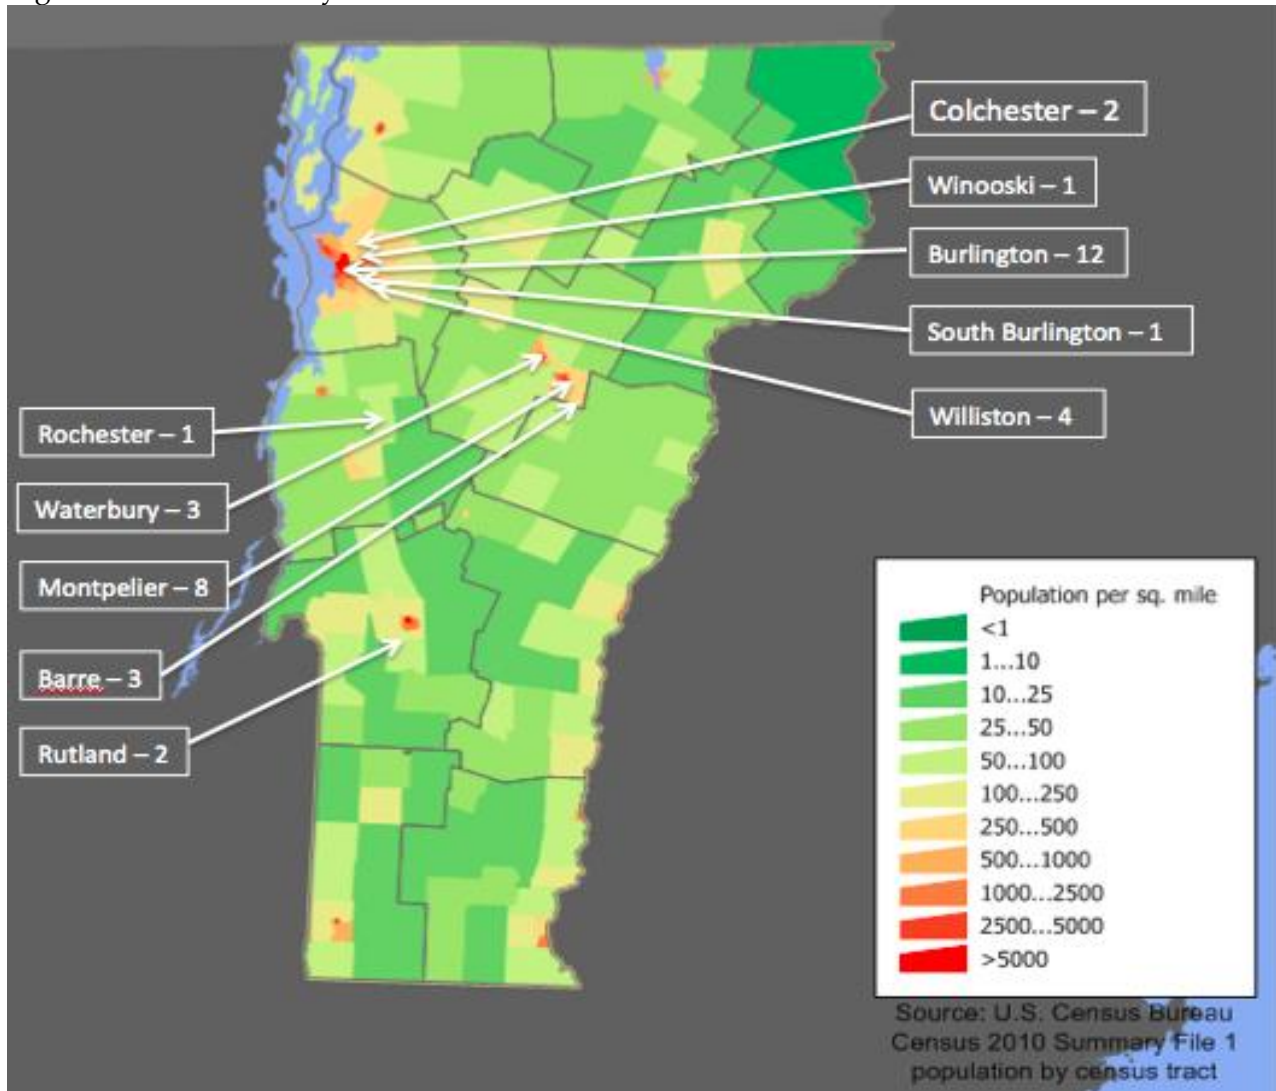 Colchester – 2
Winooski – 1
Burlington – 12
South Burlington – 1
Williston – 4
Rochester – 1
Waterbury – 3
Montpelier – 8
Barre – 3
Rutland – 2
Population per sq. mile
<1
1...10
10...25
25...50
50...100
100...250
250...500
500...1000
1000...2500
2500...5000
>5000
Source: U.S. Census Bureau
Census 2010 Summary File 1
population by census tract